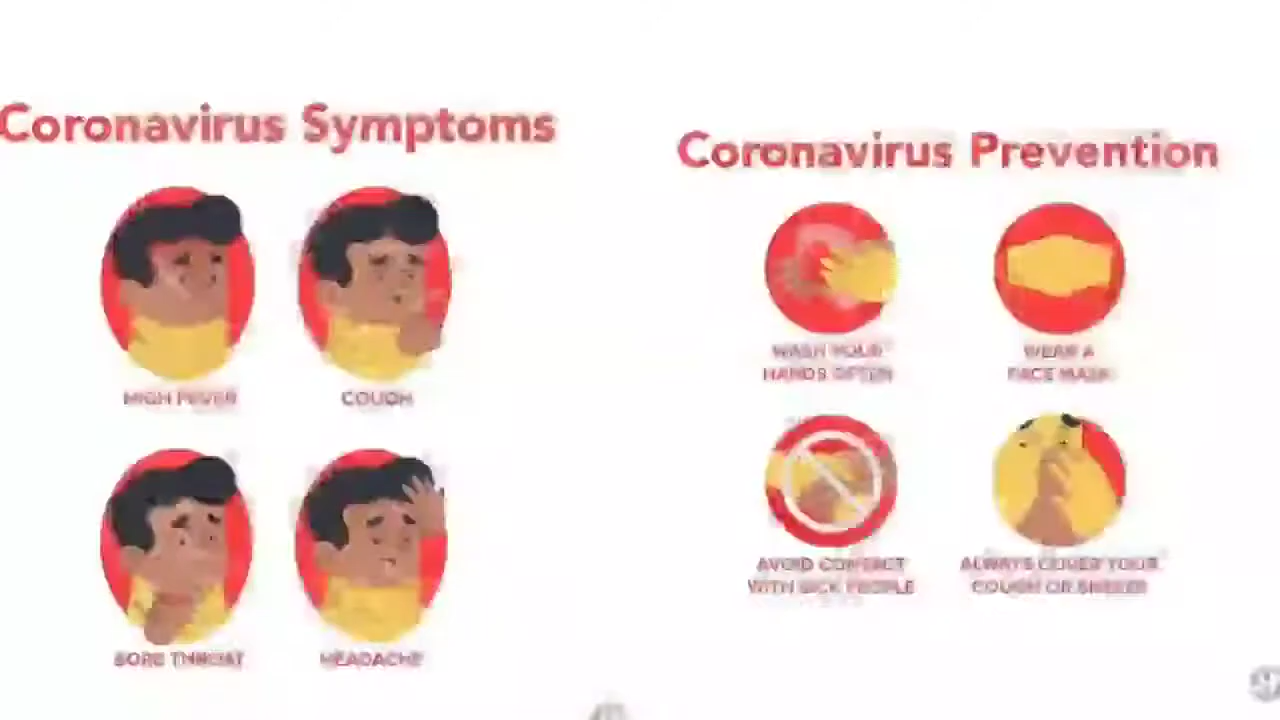 Coronavirus Symptoms
HIGH FEVER
COUGH
SORE THROAT
HEADACHE
Coronavirus Prevention
WASH YOUR
HANDS OFTEN
WEAR A
FACE MASK
AVOID CONTACT
WITH SICK PEOPLE
ALWAYS COVER YOUR
COUGH OR SNEEZE